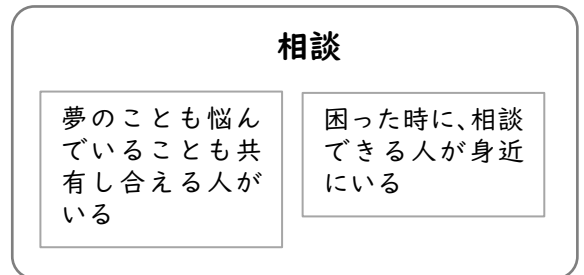 相談
夢のことも悩ん
でいることも共
有し合える人が
いる
困った時に、相談
できる人が身近
にいる